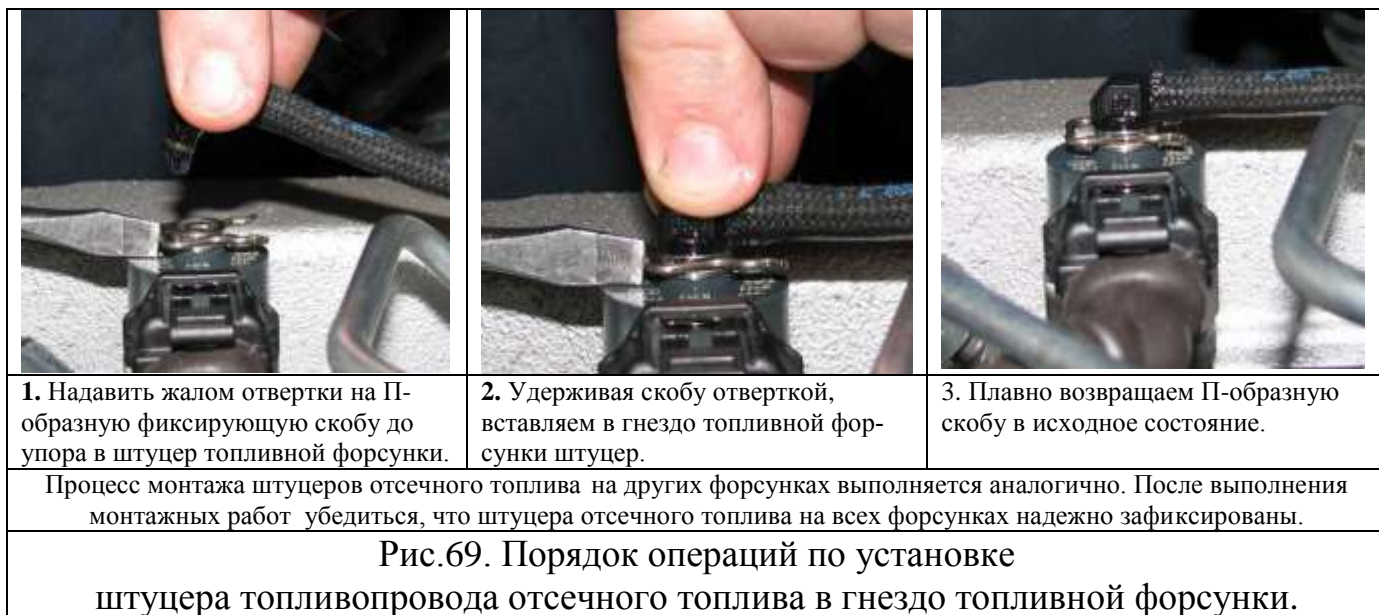 1. Надавить жалом отвертки на П-
образную фиксирующую скобу до
упора в штуцер топливной форсунки.
2. Удерживая скобу отверткой,
вставляем в гнездо топливной фор-
сунки штуцер.
3. Плавно возвращаем П-образную
скобу в исходное состояние.
Процесс монтажа штуцеров отсечного топлива на других форсунках выполняется аналогично. После выполнения
монтажных работ убедиться, что штуцера отсечного топлива на всех форсунках надежно зафиксированы.
Рис.69. Порядок операций по установке
штуцера топливопровода отсечного топлива в гнездо топливной форсунки.